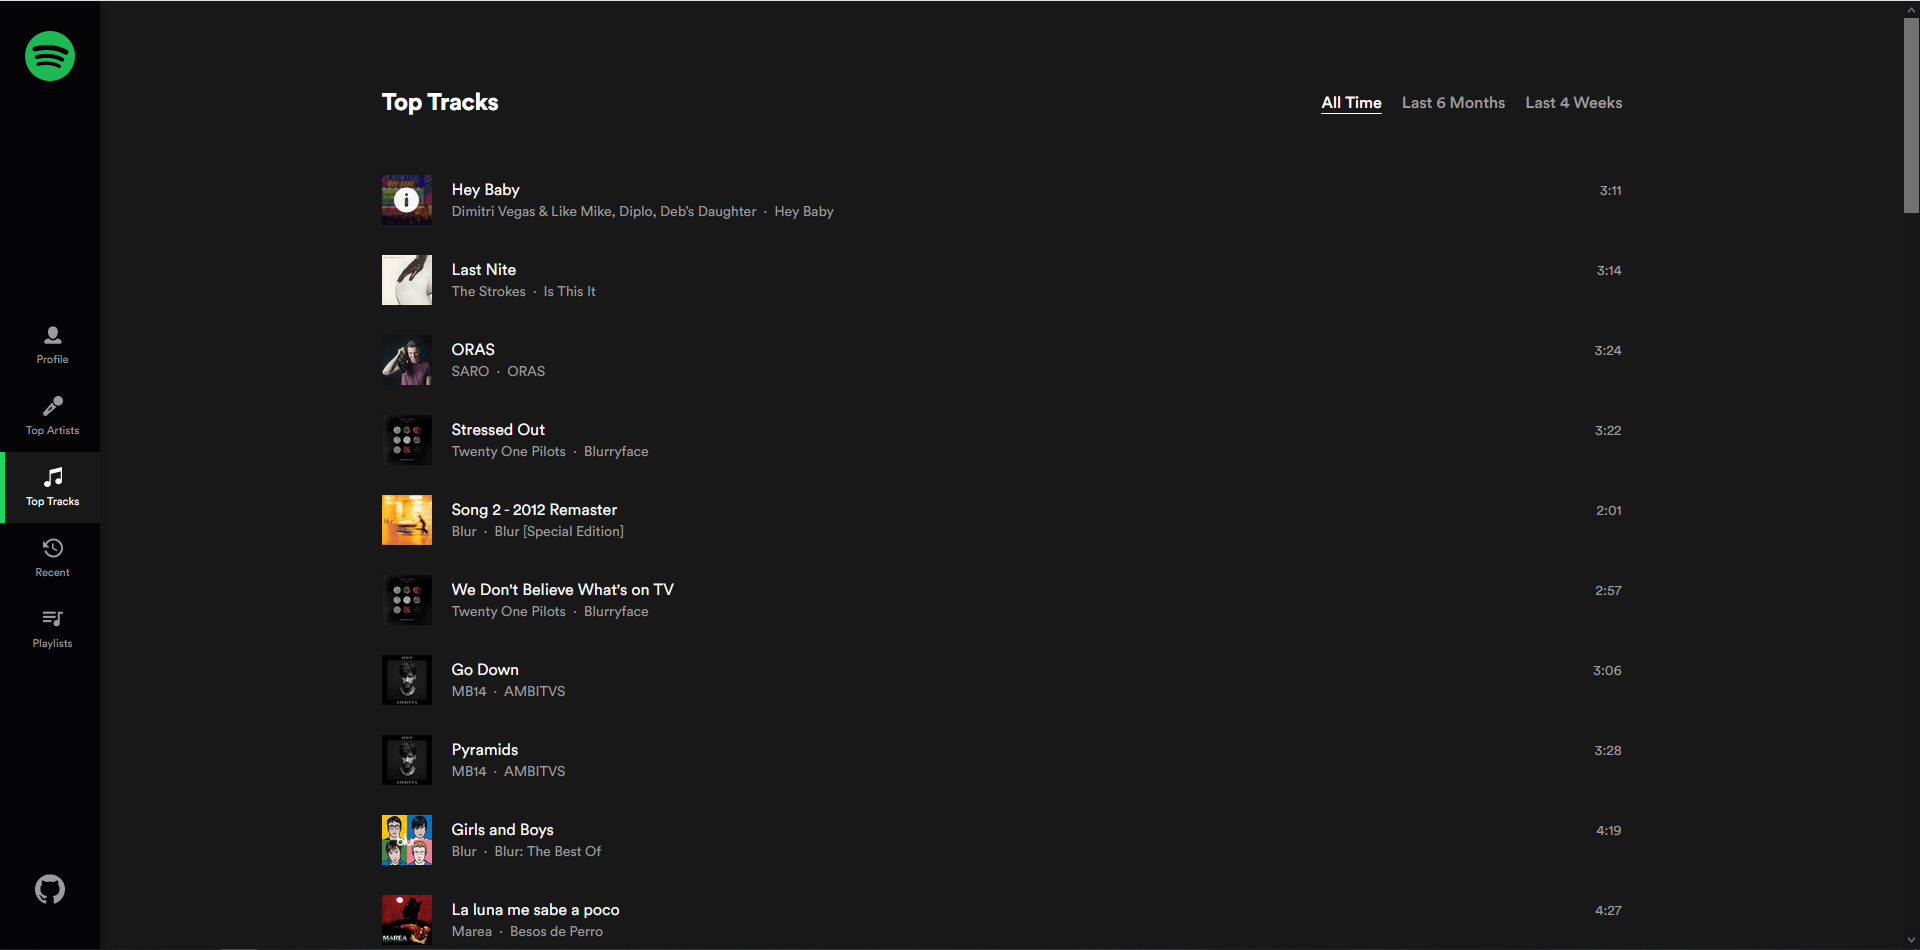 Top Tracks
All Time
Last 6 Months
Last 4 Weeks
Hey Baby
3:11
Dimitri Vegas & Like Mike, Diplo, Deb's Daughter · Hey Baby
Last Nite
3:14
The Strokes · Is This It
ORAS
3:24
SARO · ORAS
Stressed Out
3:22
Twenty One Pilots · Blurryface
Song 2 - 2012 Remaster
2:01
Blur · Blur [Special Edition]
We Don't Believe What's on TV
2:57
Twenty One Pilots · Blurryface
Go Down
3:06
MB14 · AMBITVS
Pyramids
3:28
MB14 · AMBITVS
Girls and Boys
4:19
Blur · Blur: The Best Of
La luna me sabe a poco
4:27
Marea · Besos de Perro
Profile
Top Artists
Top Tracks
Recent
Playlists
blur
MAREA